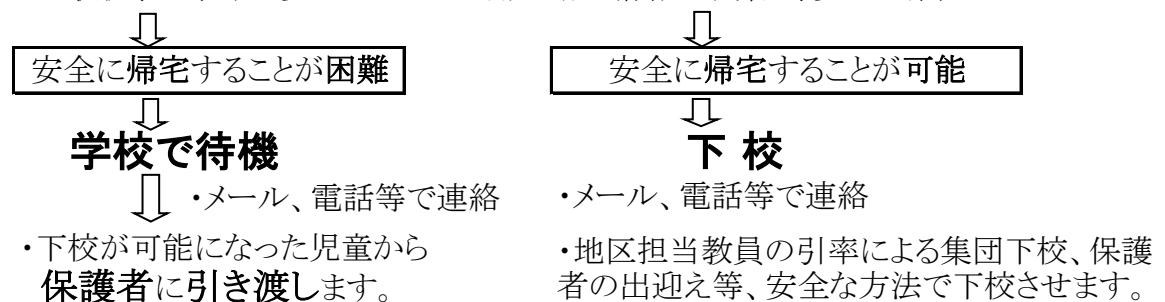 安全に帰宅することが困難
学校で待機
・メール、電話等で連絡
・下校が可能になった児童から
保護者に引き渡します。
安全に帰宅することが可能
下 校
・メール、電話等で連絡
・地区担当教員の引率による集団下校、保護
者の出迎え等、安全な方法で下校させます。